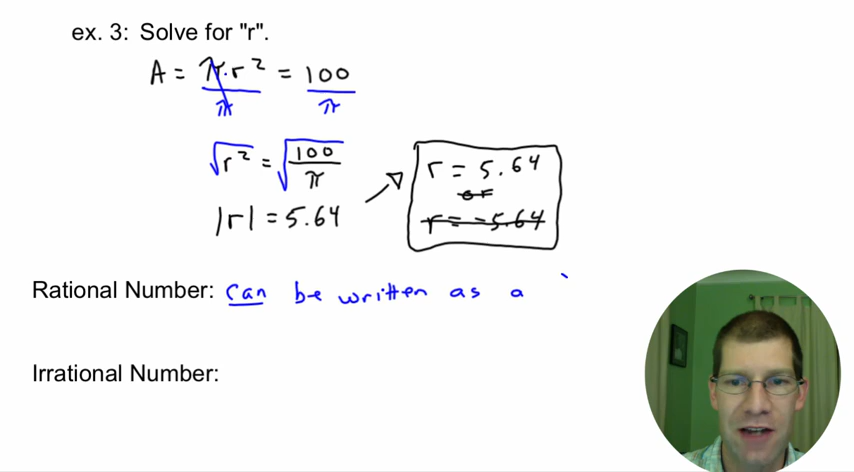 ex. 3: Solve for "r".
A = π·r² = 100
π π
√r² = √100/π
|r| = 5.64
r = 5.64
or
r = -5.64
Rational Number: can be written as a
Irrational Number: